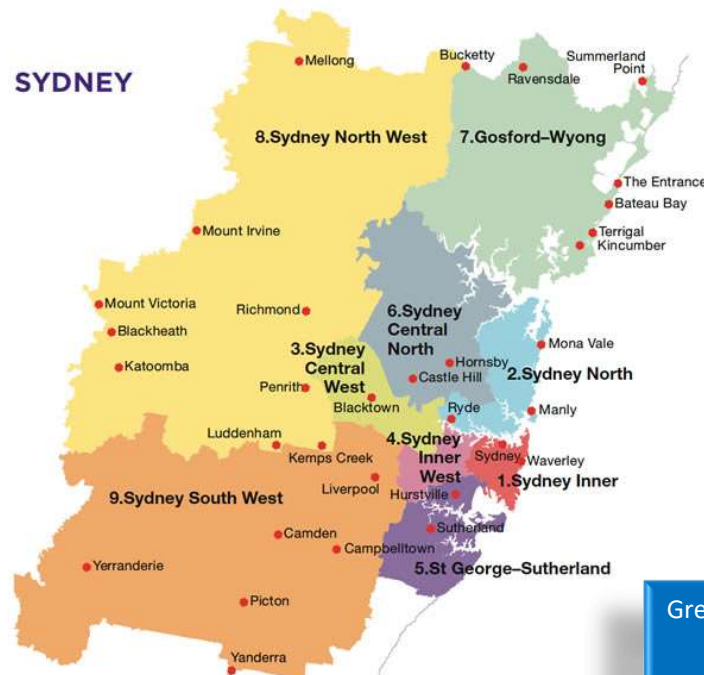 SYDNEY
Mellong
Bucketty
Ravensdale
Summerland
Point
8.Sydney North West
7.Gosford–Wyong
The Entrance
Bateau Bay
Terrigal
Kincumber
Mount Irvine
Mount Victoria
Blackheath
Katoomba
Richmond
6.Sydney
Central
North
Hornsby
Castle Hill
Mona Vale
2.Sydney North
Manly
3.Sydney
Central
West
Penrith
Blacktown
Ryde
Luddenham
Kemps Creek
4.Sydney
Inner
West
Sydney
Waverley
1.Sydney Inner
Liverpool
Hurstville
9.Sydney South West
Camden
Campbelltown
Sutherland
5.St George–Sutherland
Yerranderie
Picton
Yanderra
Gre